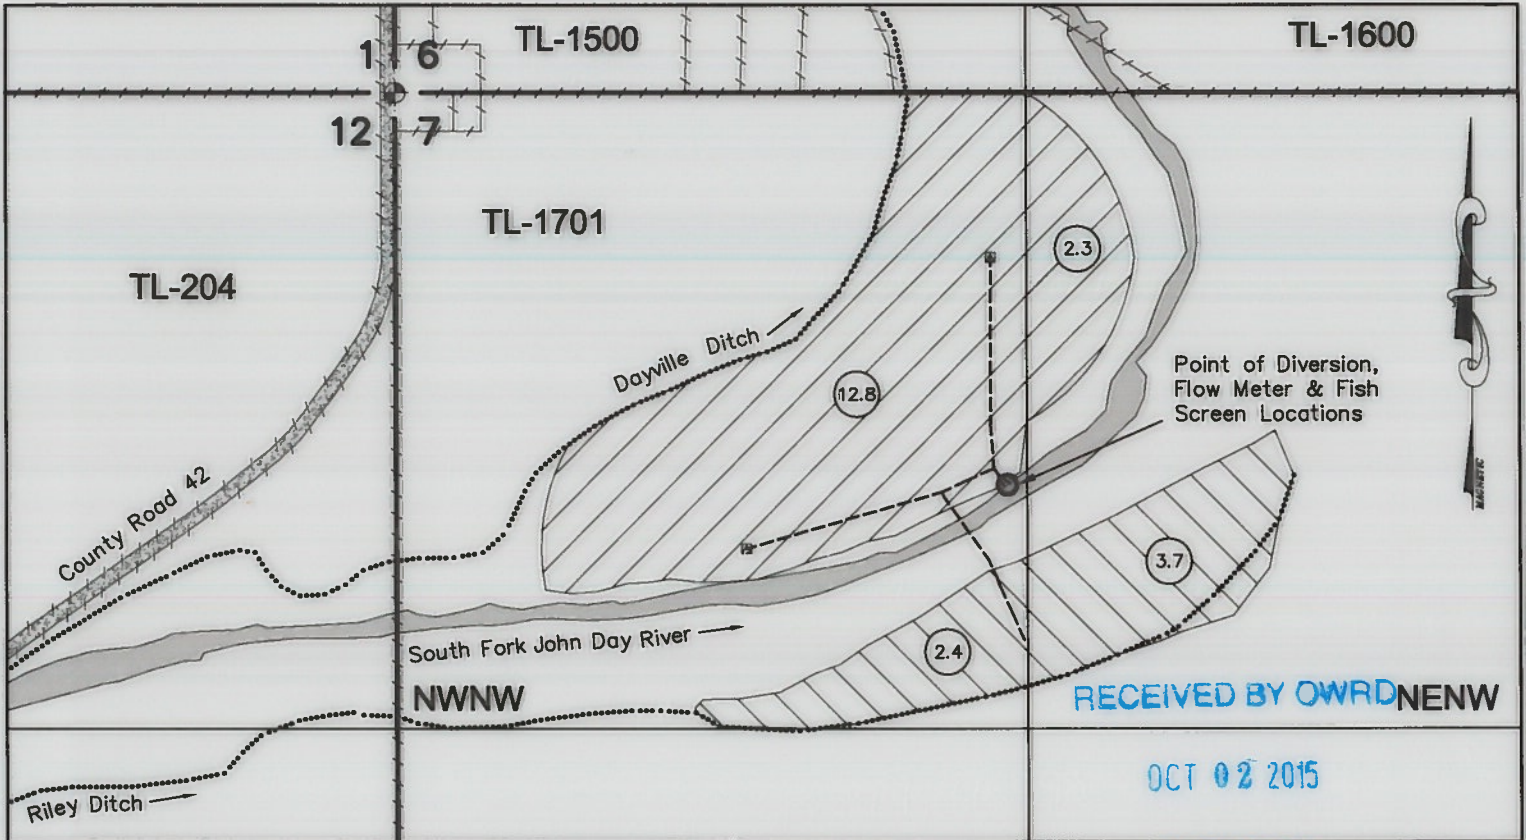 TL-1500
TL-1600
1
6
12
7
TL-1701
TL-204
2.3
Dayville Ditch
12.8
Point of Diversion,
Flow Meter & Fish
Screen Locations
MAGNETIC
County Road 42
3.7
South Fork John Day River
2.4
NWNW
RECEIVED BY OWRD
NENW
OCT 02 2015
Riley Ditch